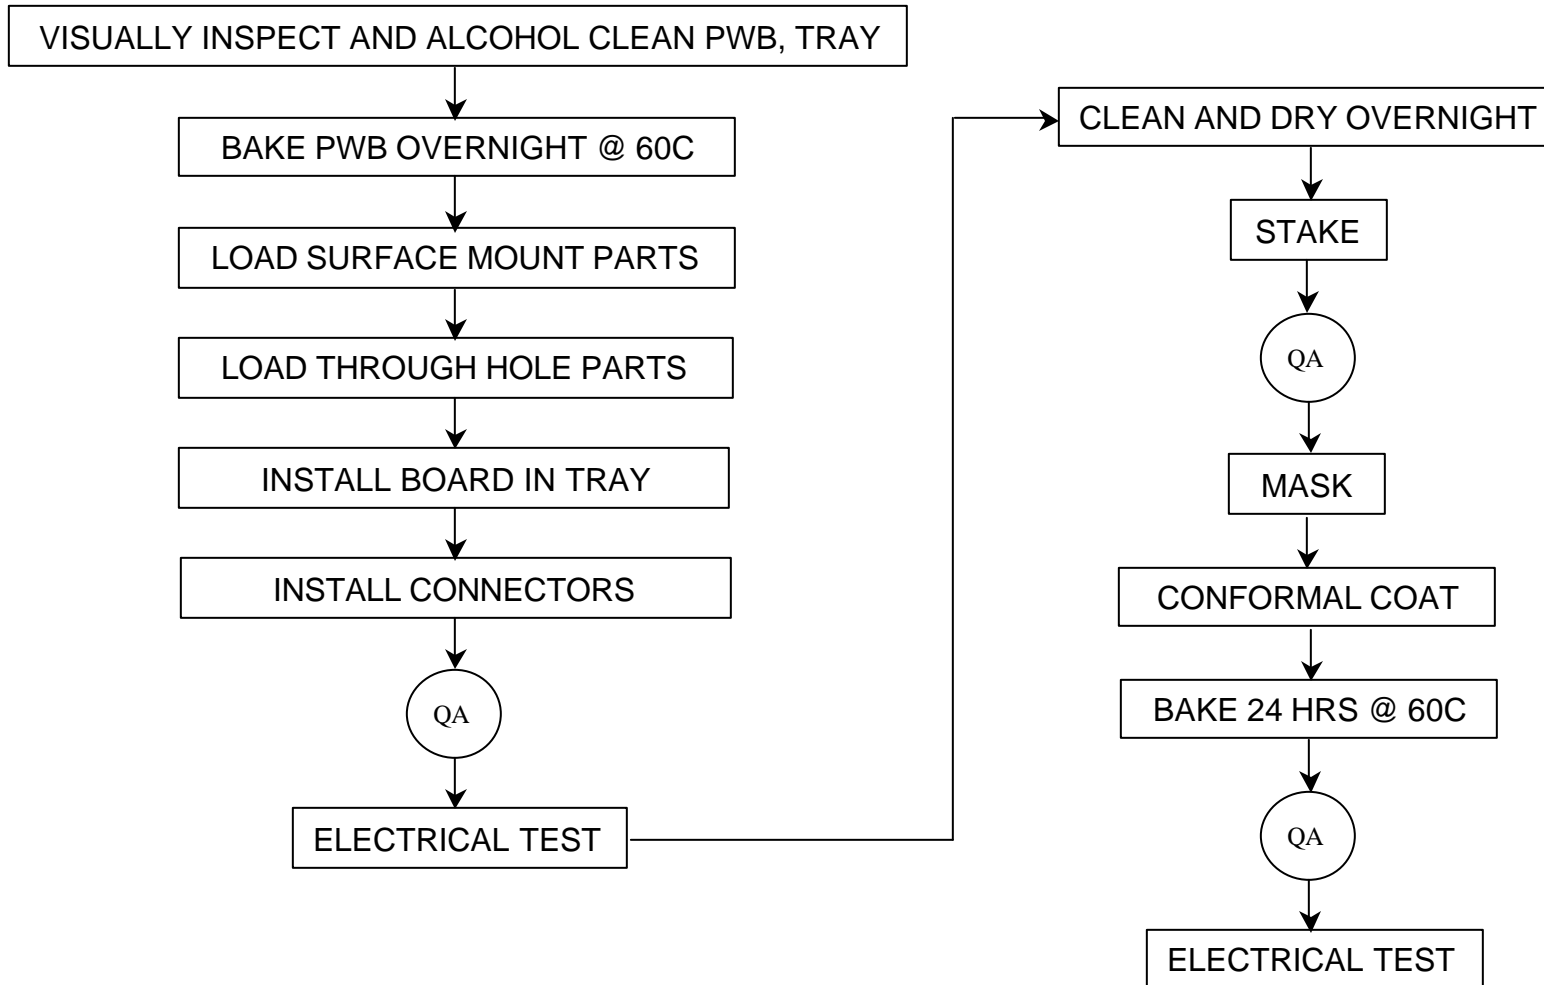 VISUALLY INSPECT AND ALCOHOL CLEAN PWB, TRAY
BAKE PWB OVERNIGHT @ 60C
LOAD SURFACE MOUNT PARTS
LOAD THROUGH HOLE PARTS
INSTALL BOARD IN TRAY
INSTALL CONNECTORS
QA
ELECTRICAL TEST
CLEAN AND DRY OVERNIGHT
STAKE
QA
MASK
CONFORMAL COAT
BAKE 24 HRS @ 60C
QA
ELECTRICAL TEST